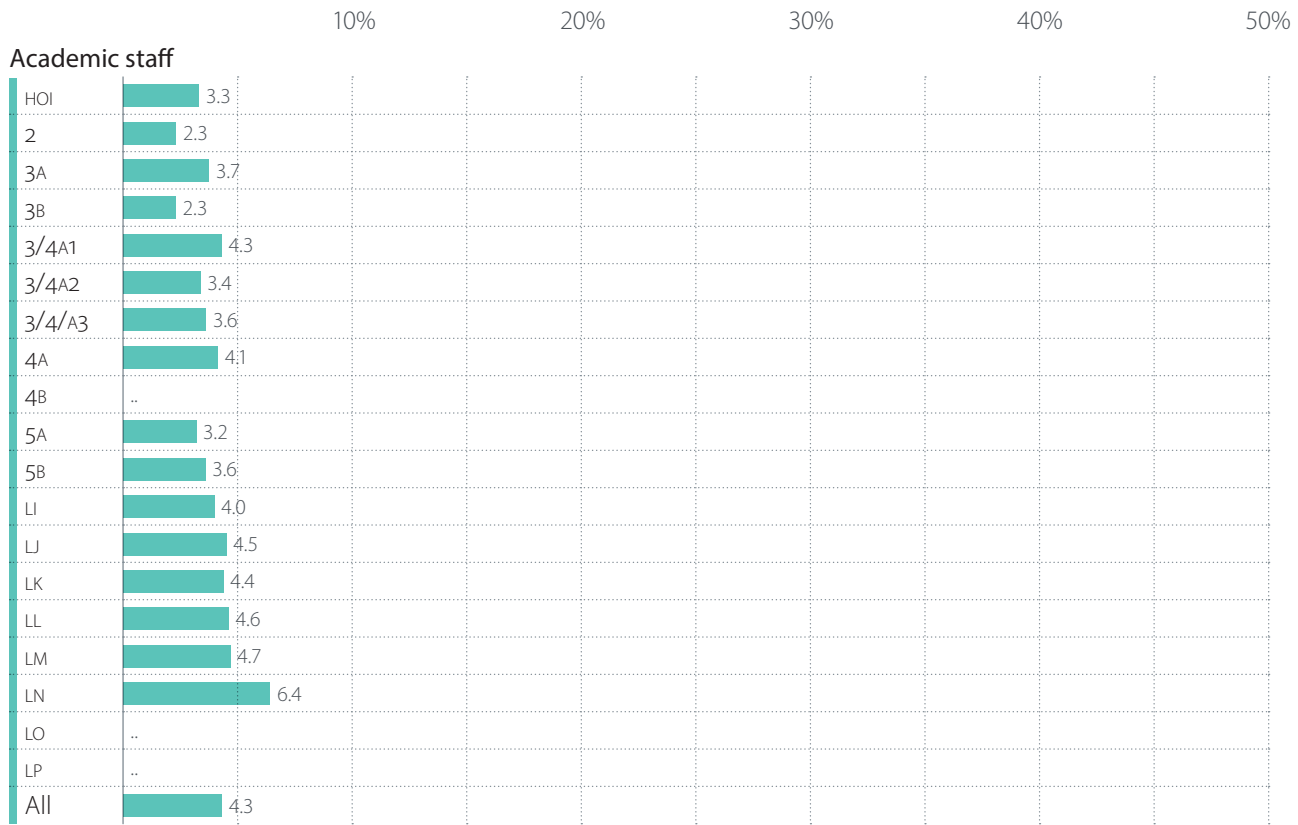 10% 20% 30% 40% 50%
Academic staff
HOI 3.3
2 2.3
3A 3.7
3B 2.3
3/4A1 4.3
3/4A2 3.4
3/4/A3 3.6
4A 4.1
4B ..
5A 3.2
5B 3.6
LI 4.0
LJ 4.5
LK 4.4
LL 4.6
LM 4.7
LN 6.4
LO ..
LP ..
All 4.3